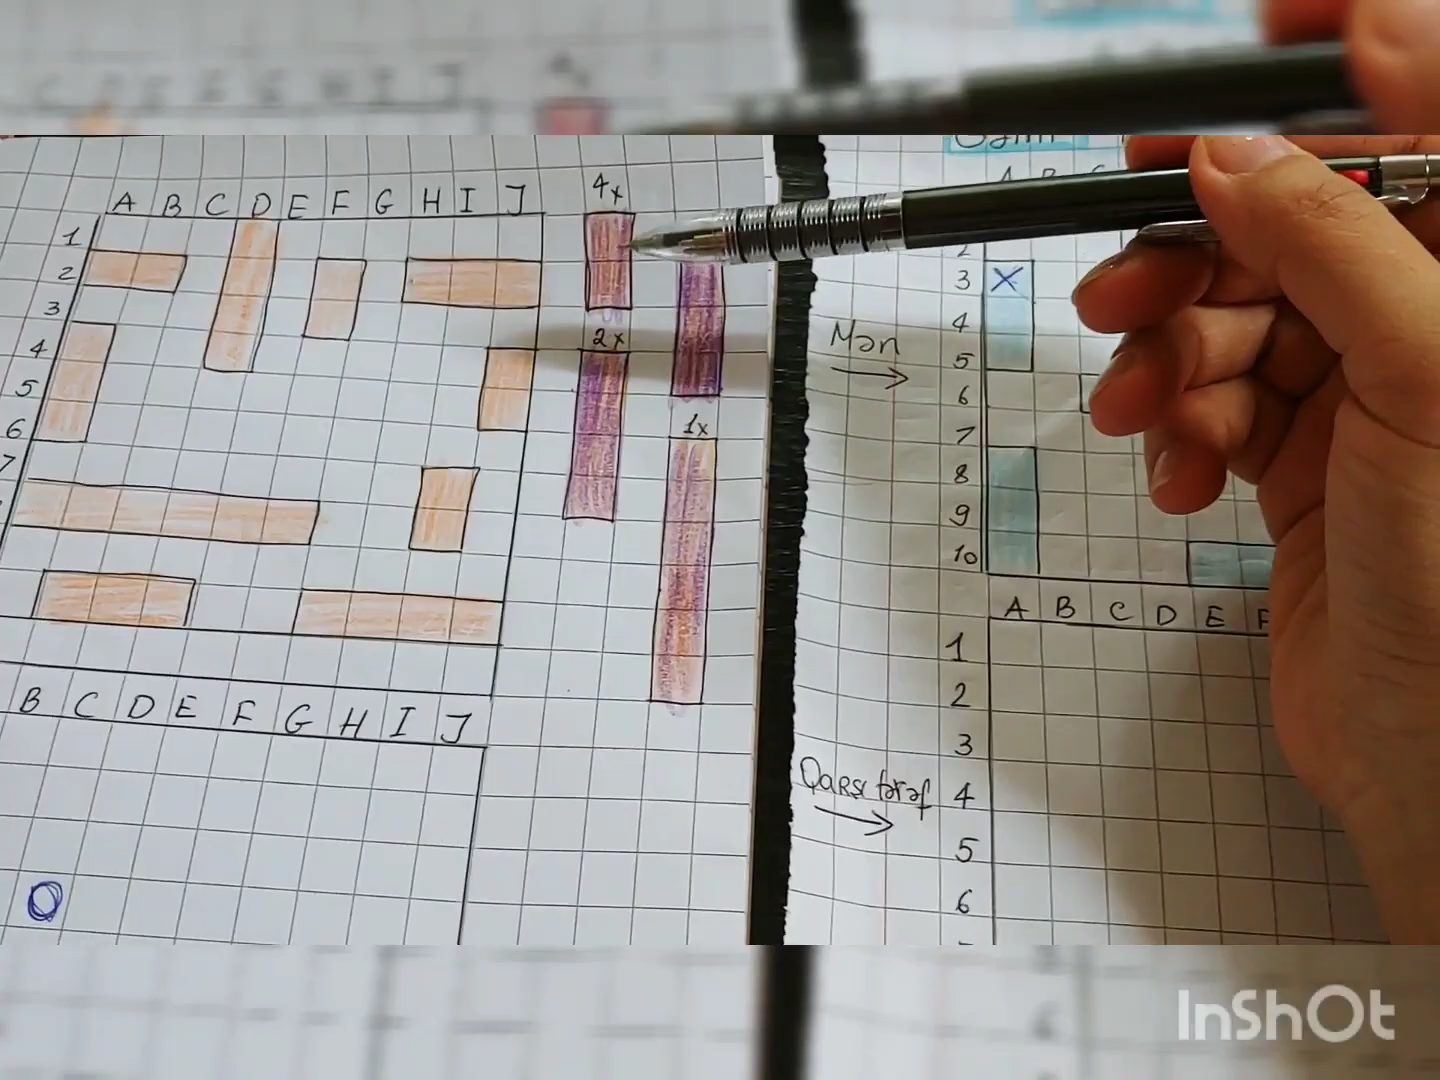 A B C D E F G H I J
1
2
3
4
5
6
7
4x
2x
1x
B C D E F G H I J
O
Mən
3 X
4
5
6
7
8
9
10
A B C D E F
1
2
3
Qarşı tərəf 4
5
6
InShOt